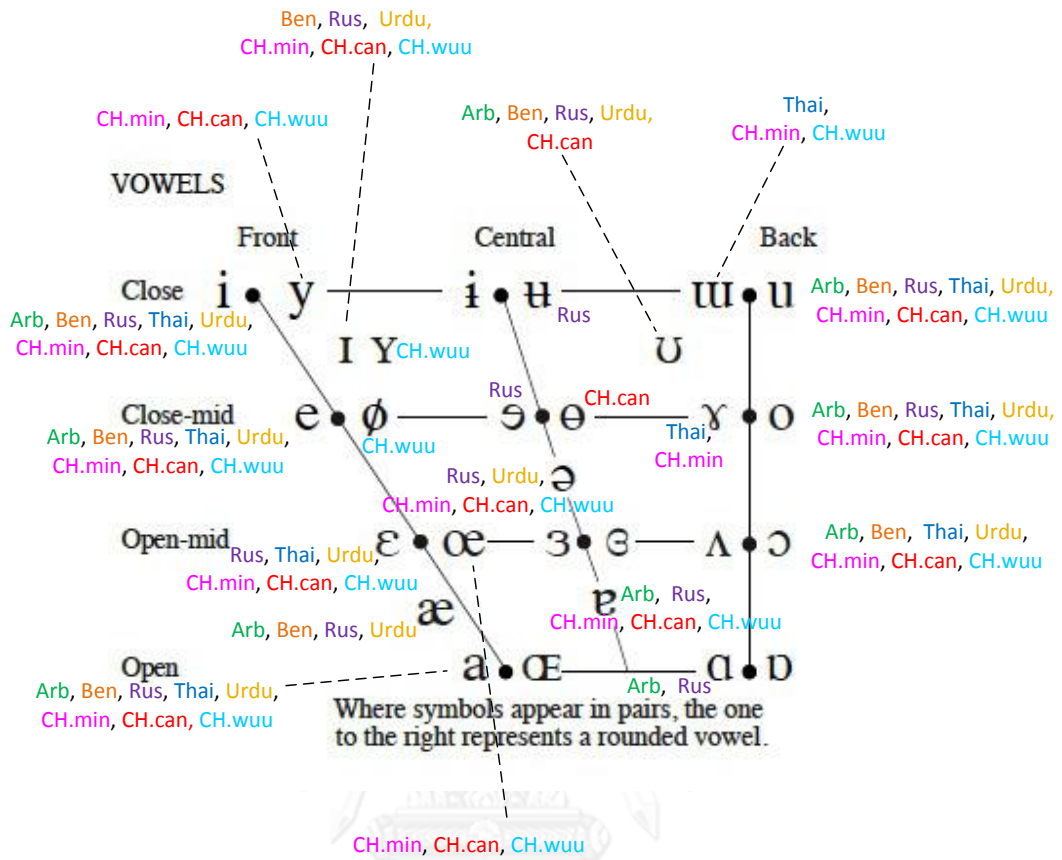 Ben, Rus, Urdu,
CH.min, CH.can, CH.wuu
CH.min, CH.can, CH.wuu
Arb, Ben, Rus, Urdu,
CH.can
Thai,
CH.min, CH.wuu
VOWELS
Front Central Back
Close i y ɨ ʉ ɯ u
Rus
Arb, Ben, Rus, Thai, Urdu,
CH.min, CH.can, CH.wuu
Arb, Ben, Rus, Thai, Urdu,
CH.min, CH.can, CH.wuu
I Y CH.wuu ʊ
Close-mid e ø ɘ ɵ ɤ o
Rus
CH.can
Arb, Ben, Rus, Thai, Urdu,
CH.min, CH.can, CH.wuu
CH.wuu
Thai,
CH.min
Arb, Ben, Rus, Thai, Urdu,
CH.min, CH.can, CH.wuu
ə
Rus, Urdu,
CH.min, CH.can, CH.wuu
Open-mid ɛ œ ɜ ɞ ʌ ɔ
Rus, Thai, Urdu,
CH.min, CH.can, CH.wuu
Arb, Ben, Thai, Urdu,
CH.min, CH.can, CH.wuu
æ ɐ
Arb, Ben, Rus, Urdu
Arb, Rus,
CH.min, CH.can, CH.wuu
Open a Œ ɑ ɒ
Arb, Ben, Rus, Thai, Urdu,
CH.min, CH.can, CH.wuu
Arb, Rus
Where symbols appear in pairs, the one
to the right represents a rounded vowel.
CH.min, CH.can, CH.wuu